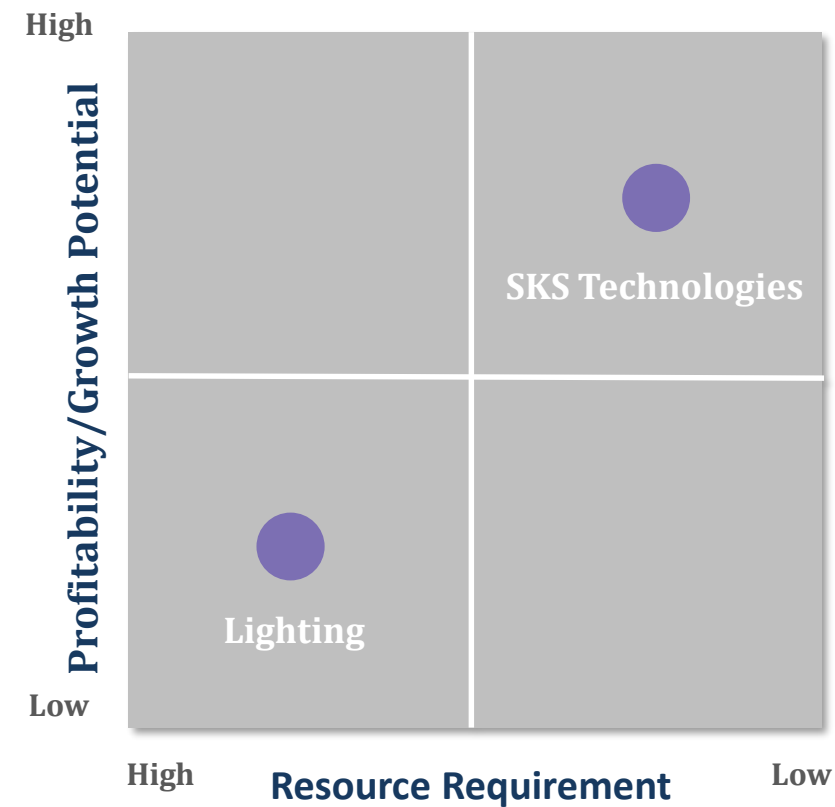 High
Profitability/Growth Potential
SKS Technologies
Lighting
Low
High
Resource Requirement
Low